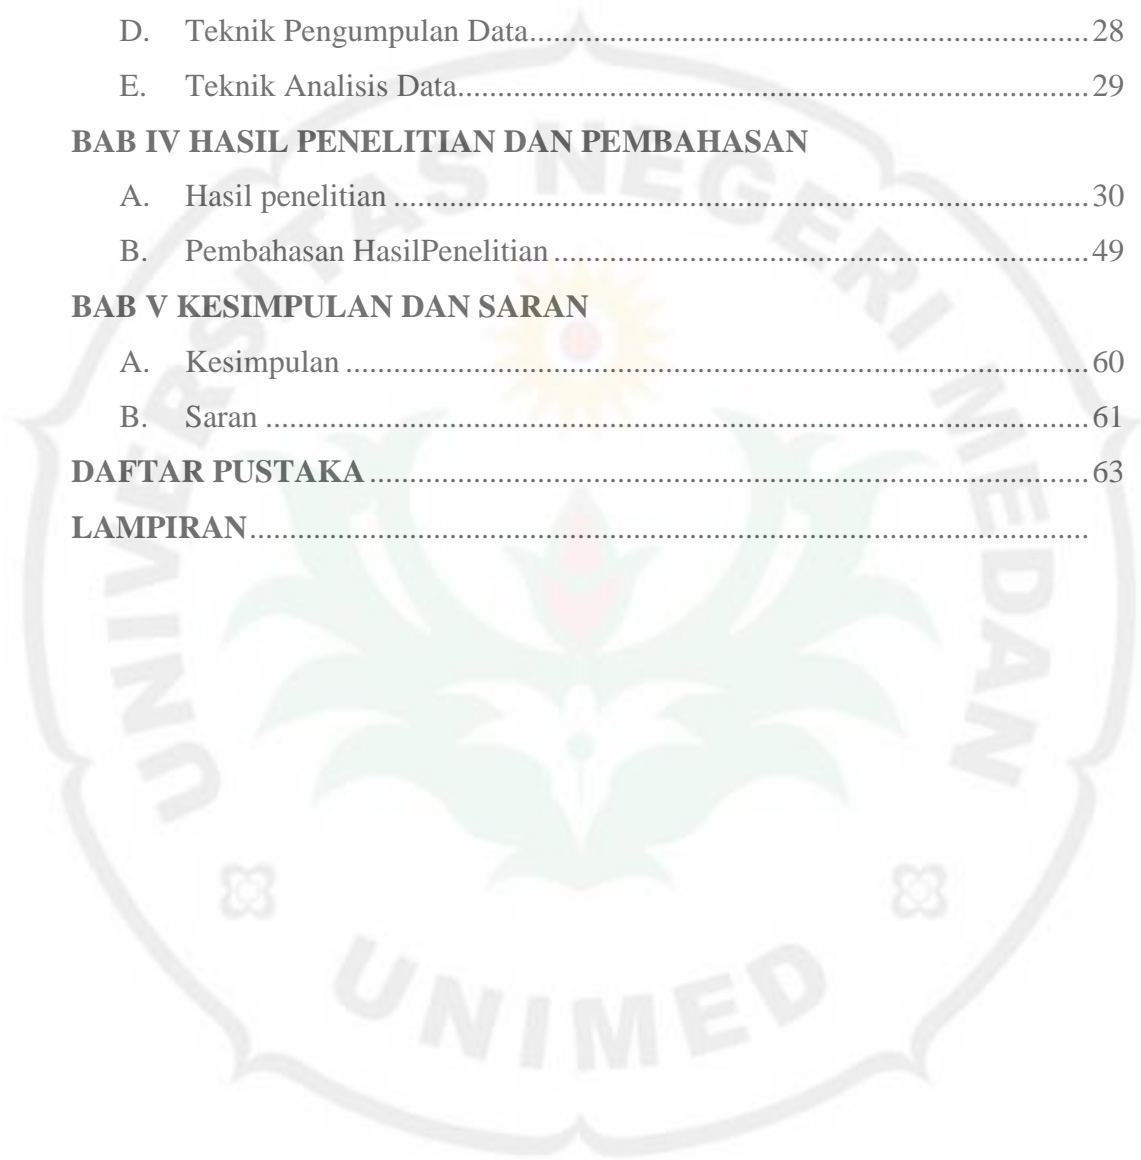 D. Teknik Pengumpulan Data.......................................................................28
E. Teknik Analisis Data................................................................................29
BAB IV HASIL PENELITIAN DAN PEMBAHASAN
A. Hasil penelitian ........................................................................................30
B. Pembahasan HasilPenelitian ....................................................................49
BAB V KESIMPULAN DAN SARAN
A. Kesimpulan ..............................................................................................60
B. Saran ........................................................................................................61
DAFTAR PUSTAKA ...........................................................................................63
LAMPIRAN..........................................................................................................
UNIVERSITAS NEGERI MEDAN
UNIMED